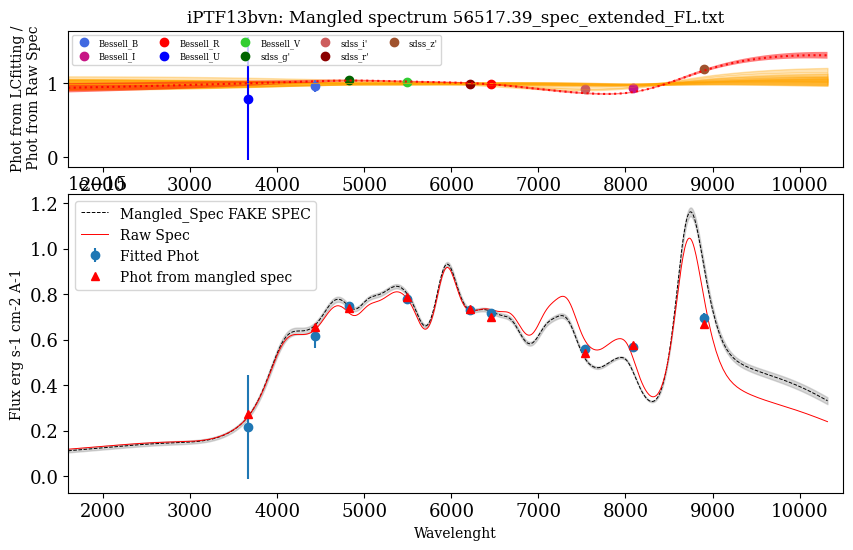 iPTF13bvn: Mangled spectrum 56517.39_spec_extended_FL.txt
Phot from LCfitting /
Phot from Raw Spec
Bessell_B Bessell_R Bessell_V sdss_i' sdss_z'
Bessell_I Bessell_U sdss_g' sdss_r'
1
0
2000 3000 4000 5000 6000 7000 8000 9000 10000
1e−15
Flux erg s-1 cm-2 A-1
1.2
1.0
0.8
0.6
0.4
0.2
0.0
Mangled_Spec FAKE SPEC
Raw Spec
Fitted Phot
Phot from mangled spec
2000 3000 4000 5000 6000 7000 8000 9000 10000
Wavelenght